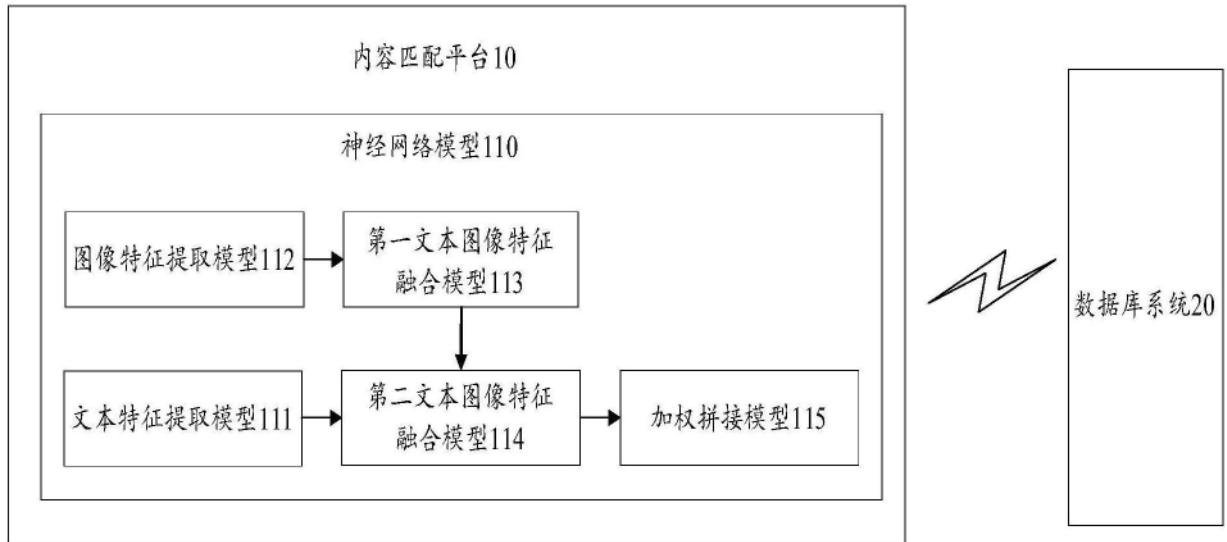 内容匹配平台10
神经网络模型110
图像特征提取模型112
第一文本图像特征
融合模型113
文本特征提取模型111
第二文本图像特征
融合模型114
加权拼接模型115
数据库系统20